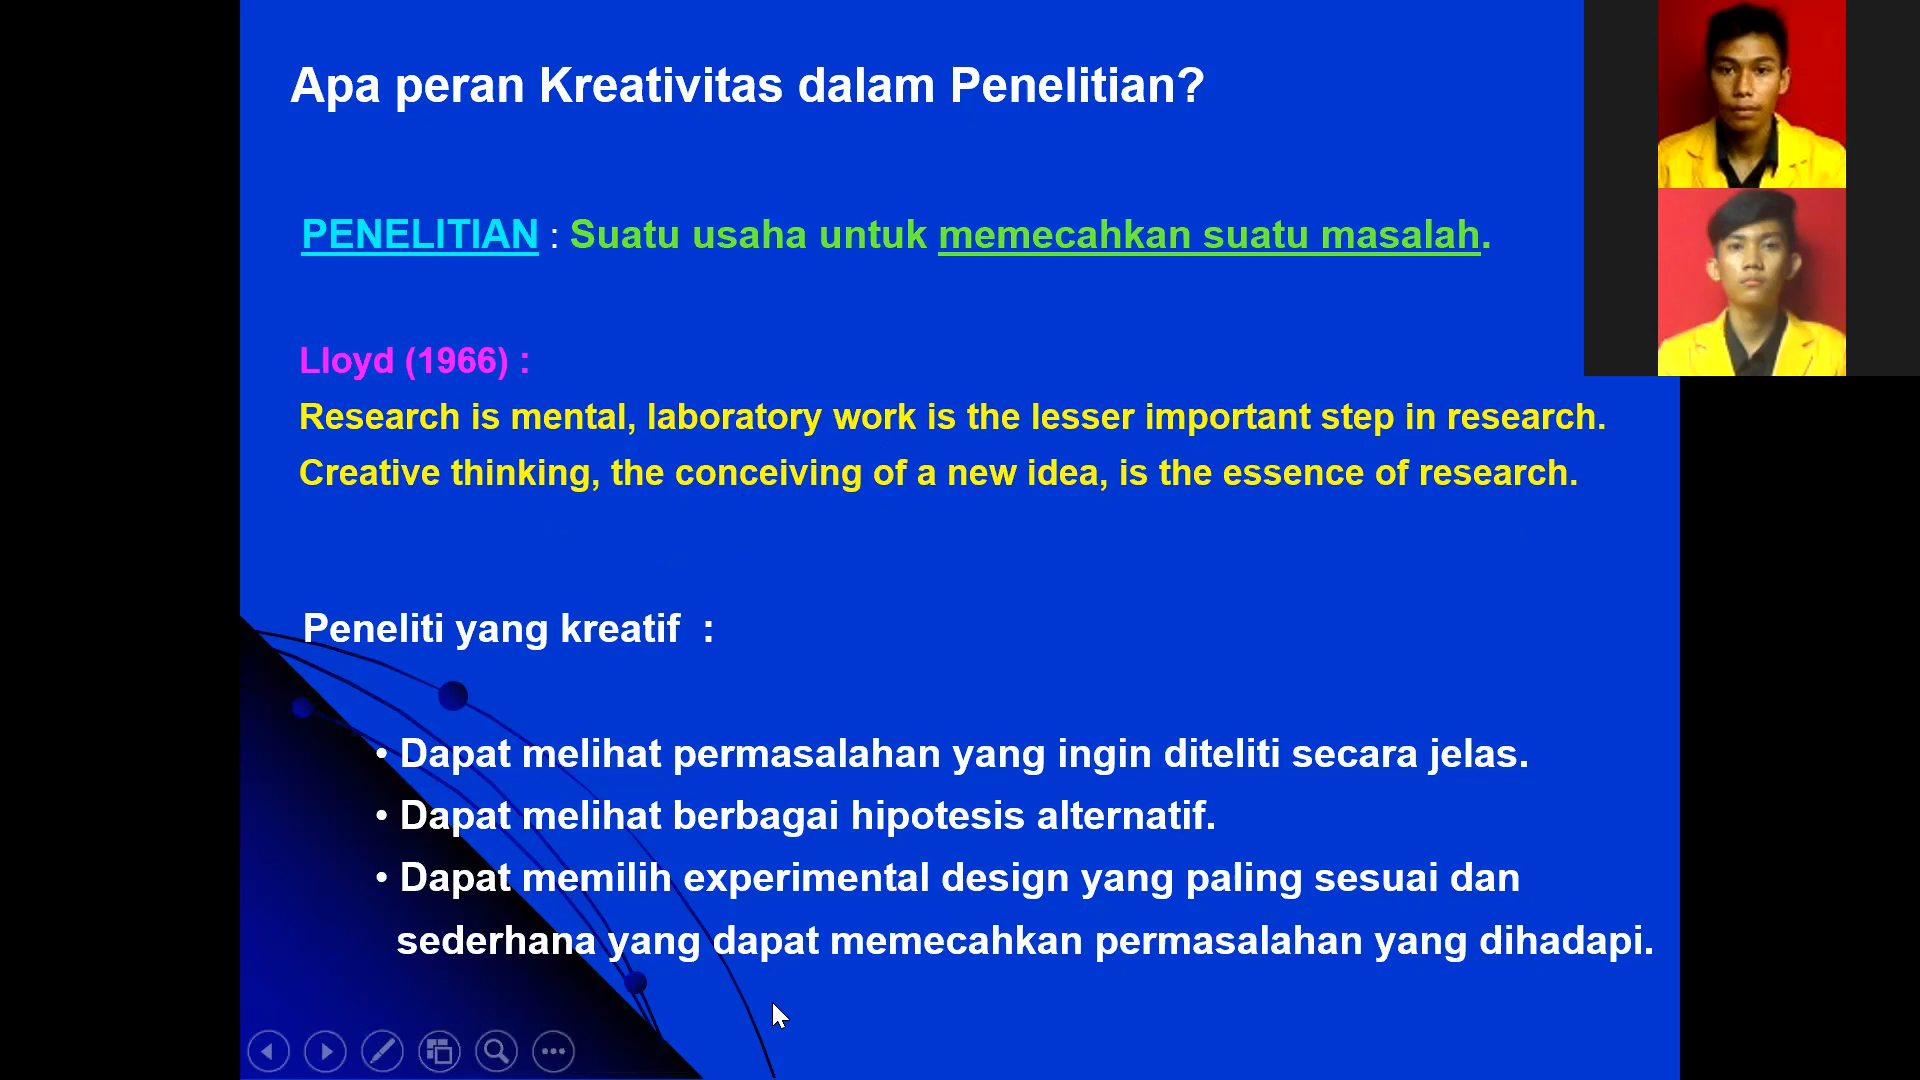 Apa peran Kreativitas dalam Penelitian?
PENELITIAN : Suatu usaha untuk memecahkan suatu masalah.
Lloyd (1966) :
Research is mental, laboratory work is the lesser important step in research.
Creative thinking, the conceiving of a new idea, is the essence of research.
Peneliti yang kreatif :
• Dapat melihat permasalahan yang ingin diteliti secara jelas.
• Dapat melihat berbagai hipotesis alternatif.
• Dapat memilih experimental design yang paling sesuai dan
sederhana yang dapat memecahkan permasalahan yang dihadapi.